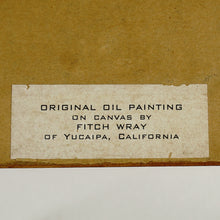 ORIGINAL OIL PAINTING
ON CANVAS BY
FITCH WRAY
OF YUCAIPA, CALIFORNIA